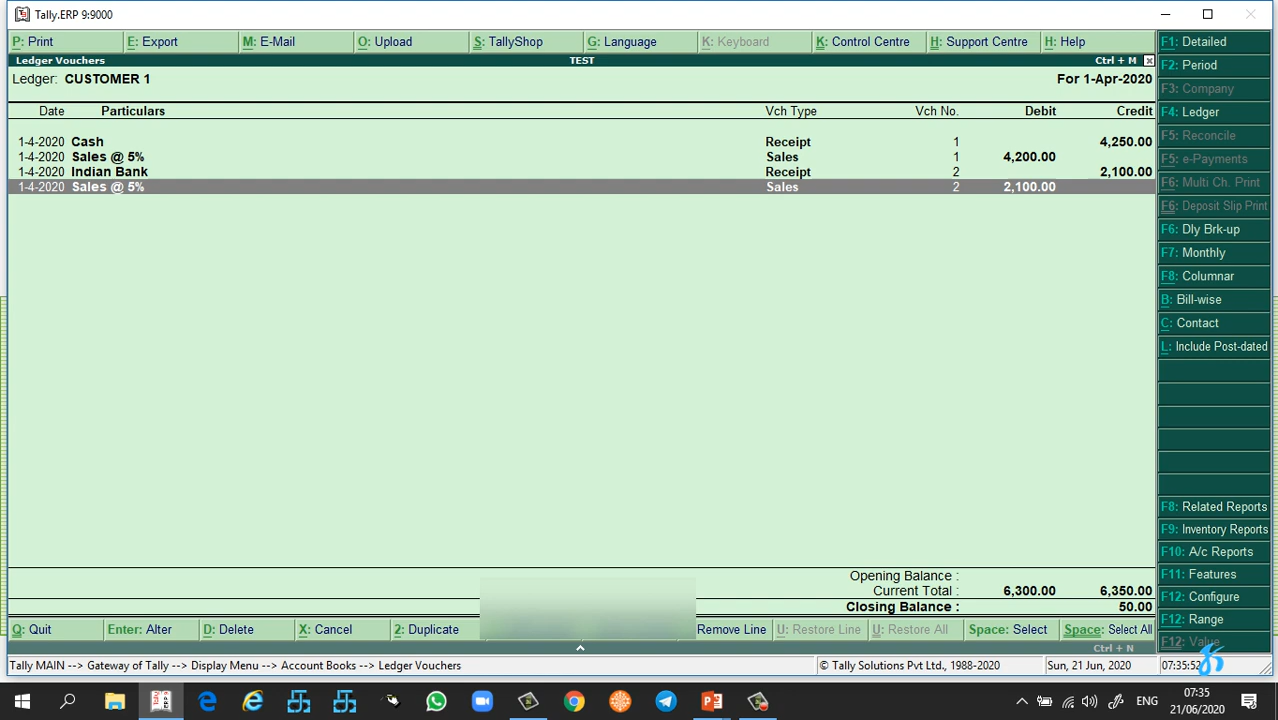 Tally.ERP 9:9000
P: Print E: Export M: E-Mail O: Upload S: TallyShop G: Language K: Keyboard K: Control Centre H: Support Centre H: Help
Ledger Vouchers TEST Ctrl + M
Ledger: CUSTOMER 1 For 1-Apr-2020
Date Particulars Vch Type Vch No. Debit Credit
1-4-2020 Cash Receipt 1 4,250.00
1-4-2020 Sales @ 5% Sales 1 4,200.00
1-4-2020 Indian Bank Receipt 2 2,100.00
1-4-2020 Sales @ 5% Sales 2 2,100.00
Opening Balance :
Current Total : 6,300.00 6,350.00
Closing Balance : 50.00
Q: Quit Enter: Alter D: Delete X: Cancel 2: Duplicate Remove Line U: Restore Line U: Restore All Space: Select Space: Select All
Ctrl + N
Tally MAIN --> Gateway of Tally --> Display Menu --> Account Books --> Ledger Vouchers © Tally Solutions Pvt Ltd., 1988-2020 Sun, 21 Jun, 2020 07:35:52
F1: Detailed
F2: Period
F3: Company
F4: Ledger
F5: Reconcile
F5: e-Payments
F6: Multi Ch. Print
F6: Deposit Slip Print
F6: Dly Brk-up
F7: Monthly
F8: Columnar
B: Bill-wise
C: Contact
L: Include Post-dated
F8: Related Reports
F9: Inventory Reports
F10: A/c Reports
F11: Features
F12: Configure
F12: Range
F12: Value
ENG
07:35
21/06/2020